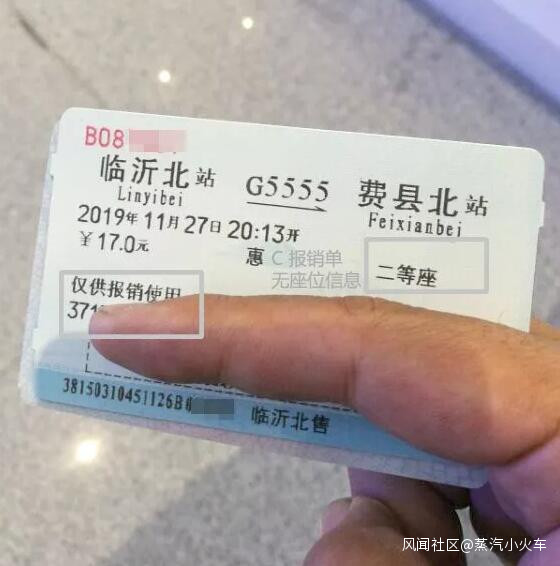 B08
临沂北站 G5555 费县北站
Linyibei Feixianbei
2019年11月27日20:13开
￥17.0元 惠 C 报销单
无座位信息 二等座
仅供报销使用
371
38150310451126B 临沂北售
风闻社区@蒸汽小火车